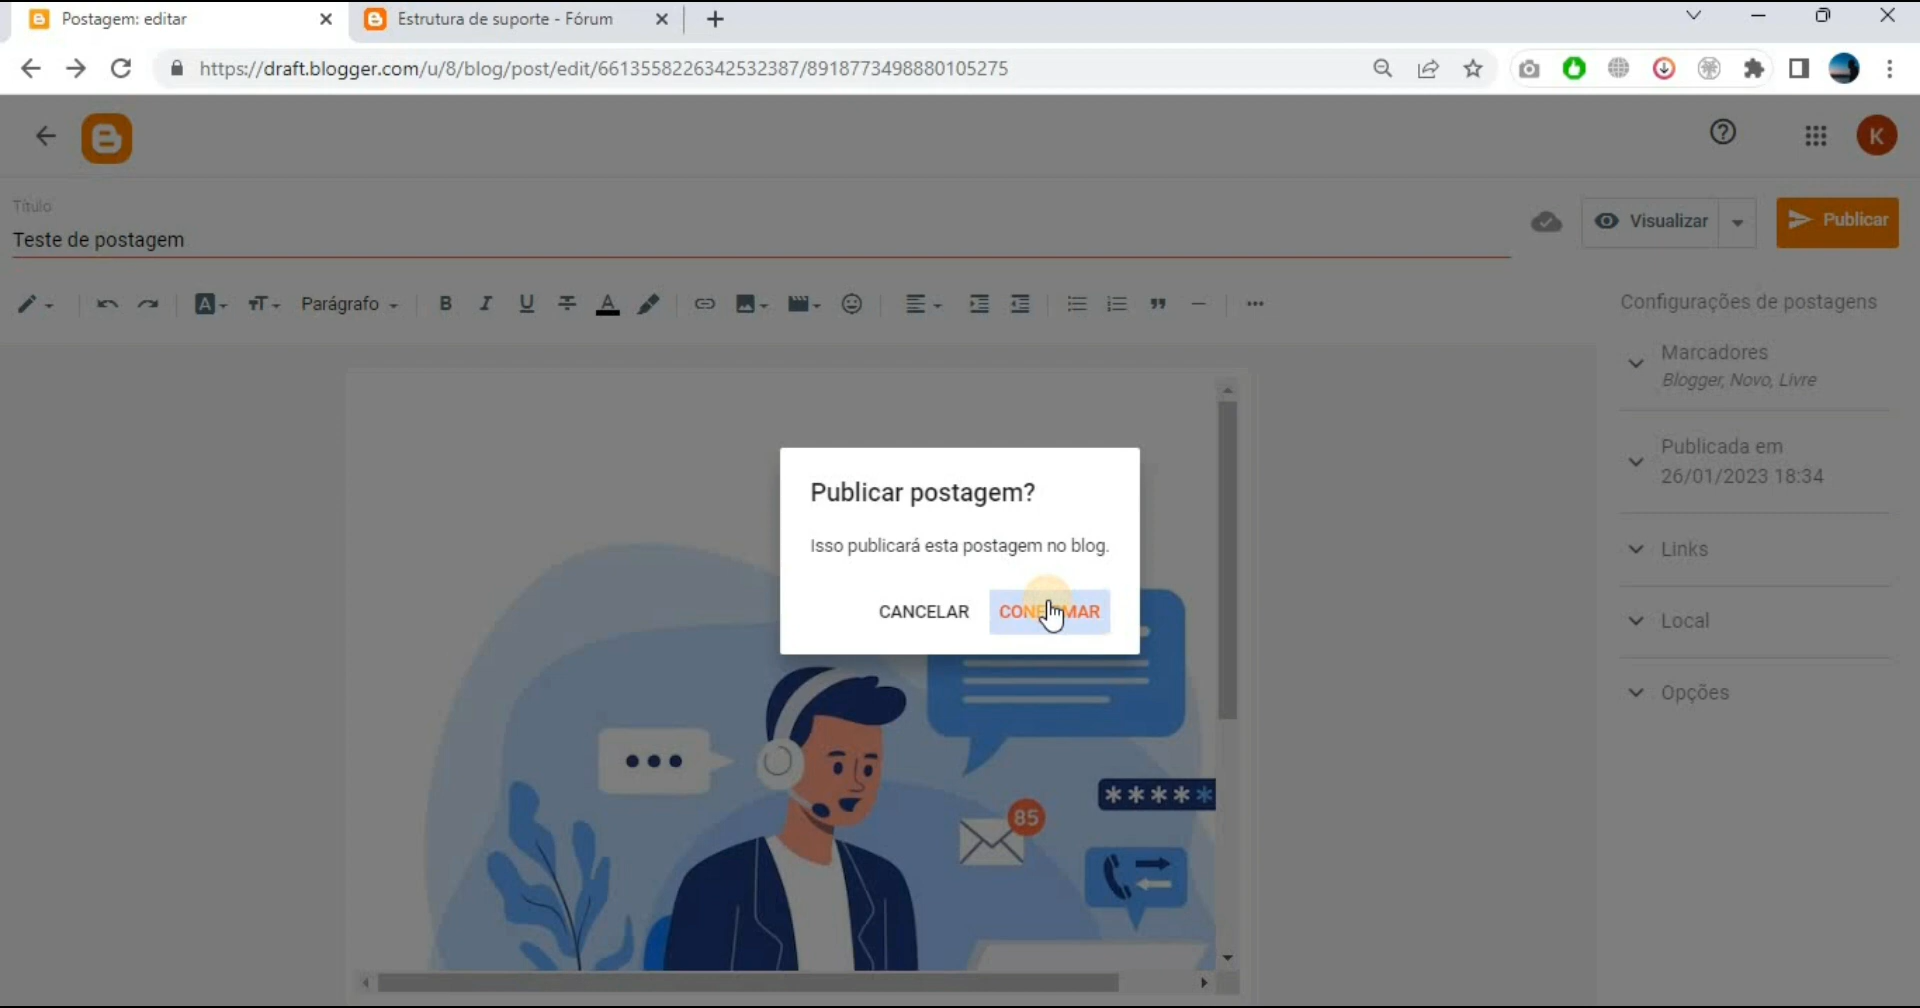 Postagem: editar
Estrutura de suporte - Fórum
https://draft.blogger.com/u/8/blog/post/edit/6613558226342532387/8918773498880105275
K
Título
Teste de postagem
Visualizar
Publicar
Parágrafo
Configurações de postagens
Marcadores
Blogger, Novo, Livre
Publicada em
26/01/2023 18:34
Links
Local
Opções
Publicar postagem?
Isso publicará esta postagem no blog.
CANCELAR
CONFIRMAR
85
*****